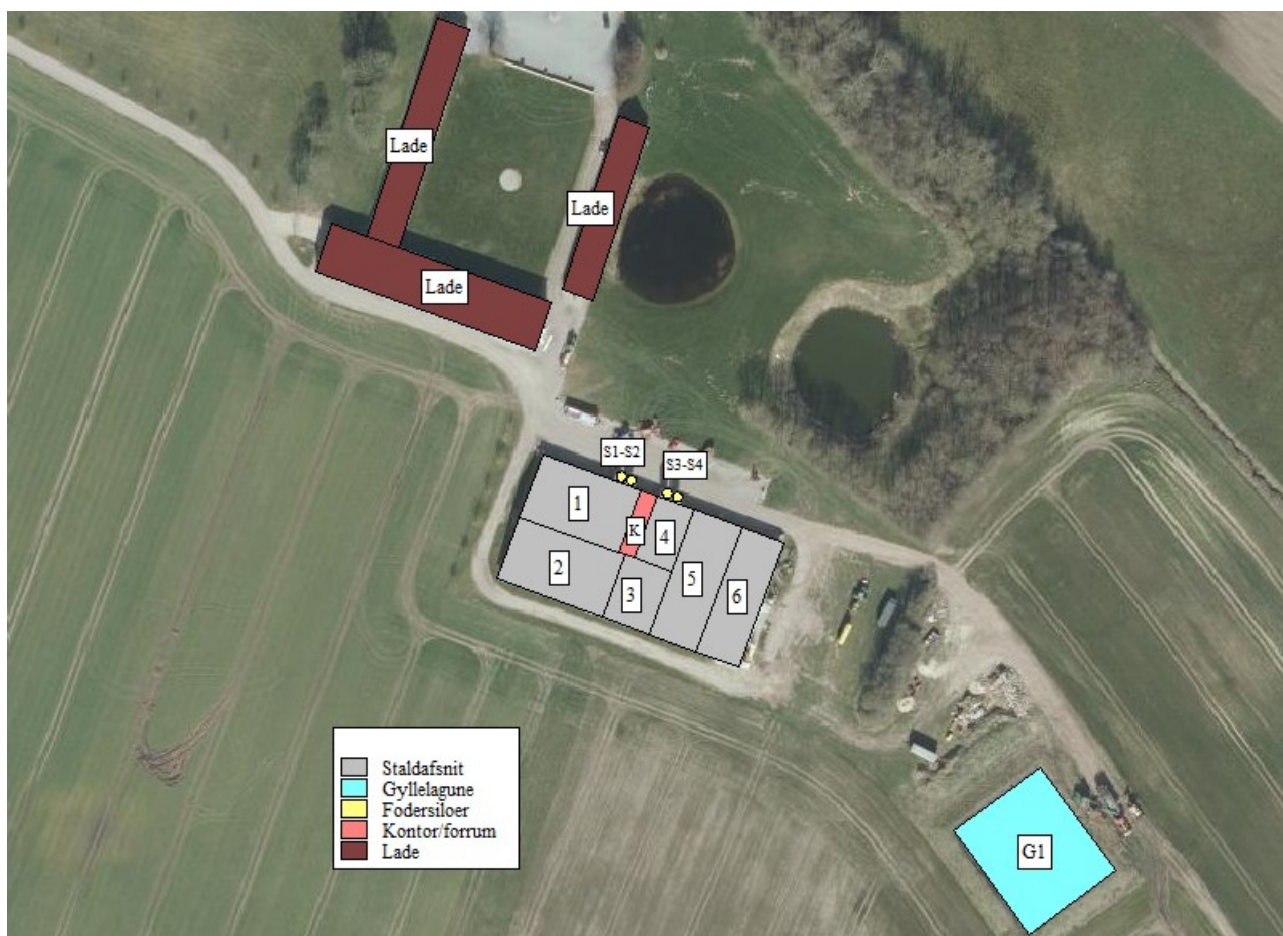 Lade
Lade
Lade
S1-S2
S3-S4
1
K
4
2
3
5
6
Staldafsnit
Gyllelagune
Fodersiloer
Kontor/forrum
Lade
G1